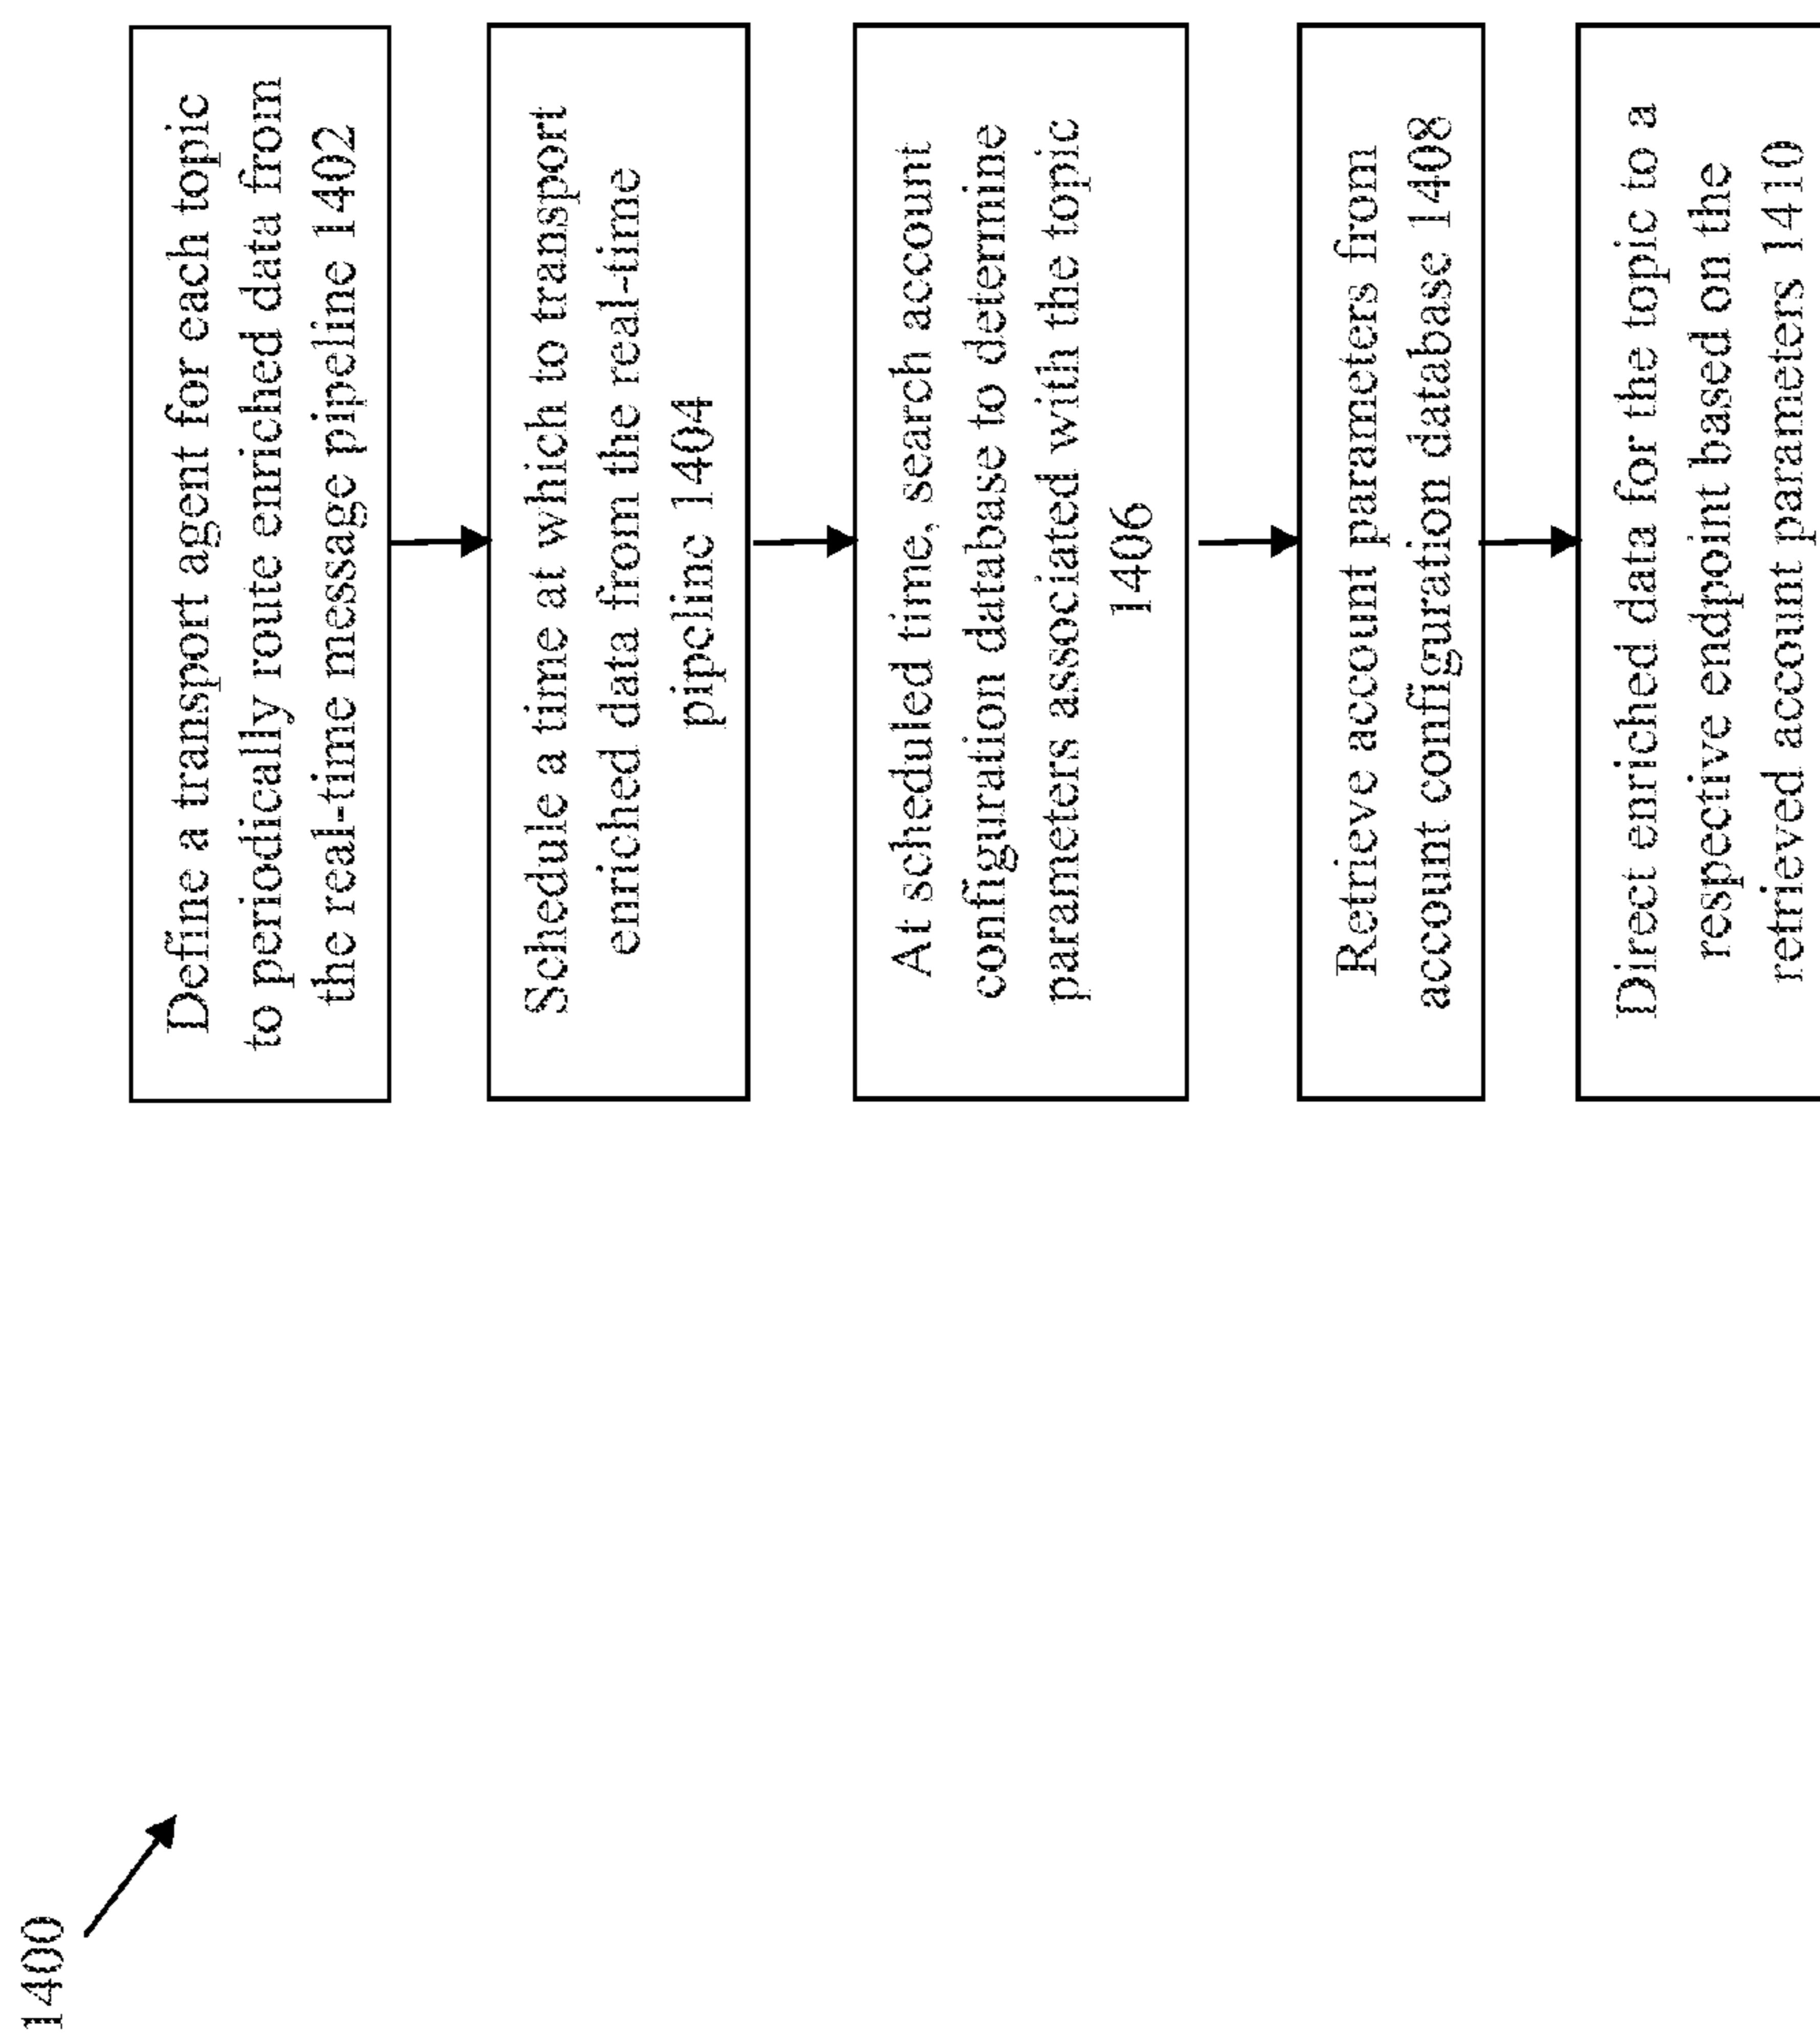 1400
Define a transport agent for each topic
to periodically route enriched data from
the real-time message pipeline 1402
Schedule a time at which to transport
enriched data from the real-time
pipeline 1404
At scheduled time, search account
configuration database to determine
parameters associated with the topic
1406
Retrieve account parameters from
account configuration database 1408
Direct enriched data for the topic to a
respective endpoint based on the
retrieved account parameters 1410